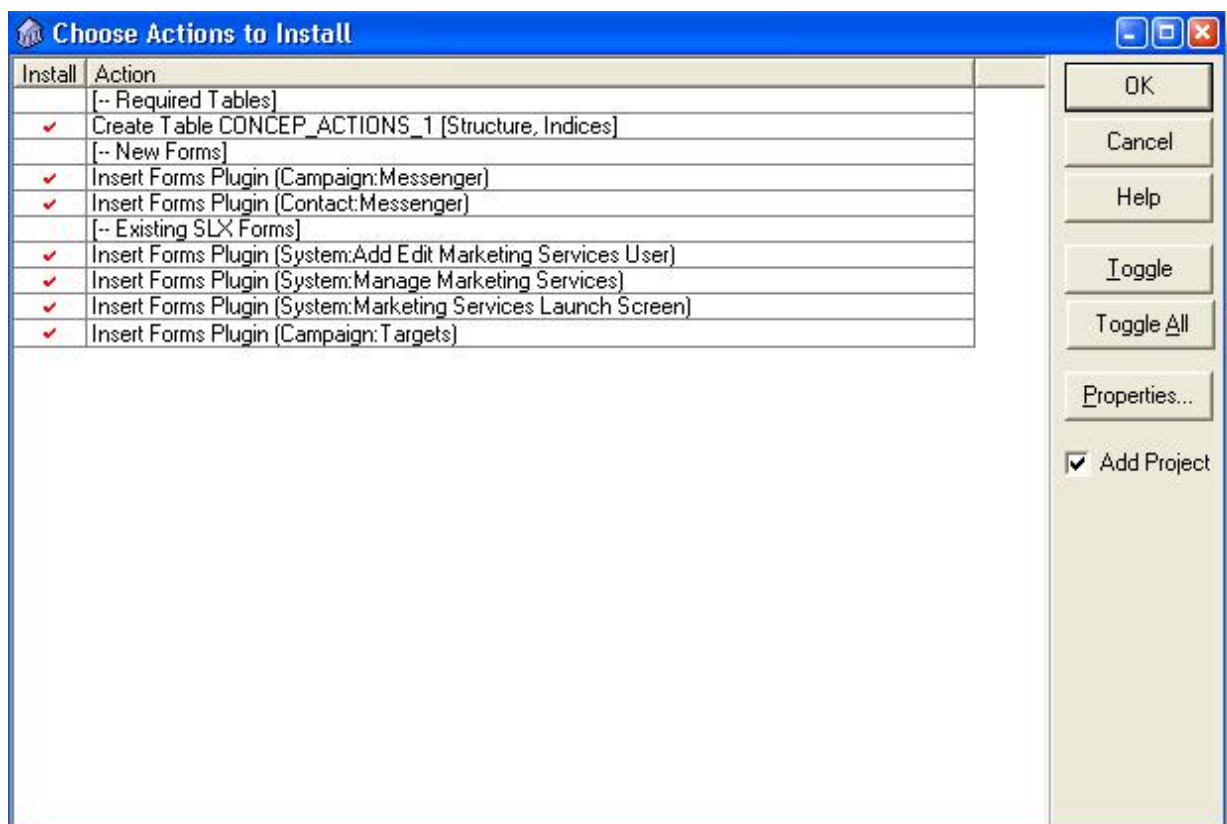 Choose Actions to Install
Install Action
[-- Required Tables]
Create Table CONCEP_ACTIONS_1 [Structure, Indices]
[-- New Forms]
Insert Forms Plugin (Campaign:Messenger)
Insert Forms Plugin (Contact:Messenger)
[-- Existing SLX Forms]
Insert Forms Plugin (System:Add Edit Marketing Services User)
Insert Forms Plugin (System:Manage Marketing Services)
Insert Forms Plugin (System:Marketing Services Launch Screen)
Insert Forms Plugin (Campaign:Targets)
OK
Cancel
Help
Toggle
Toggle All
Properties...
Add Project